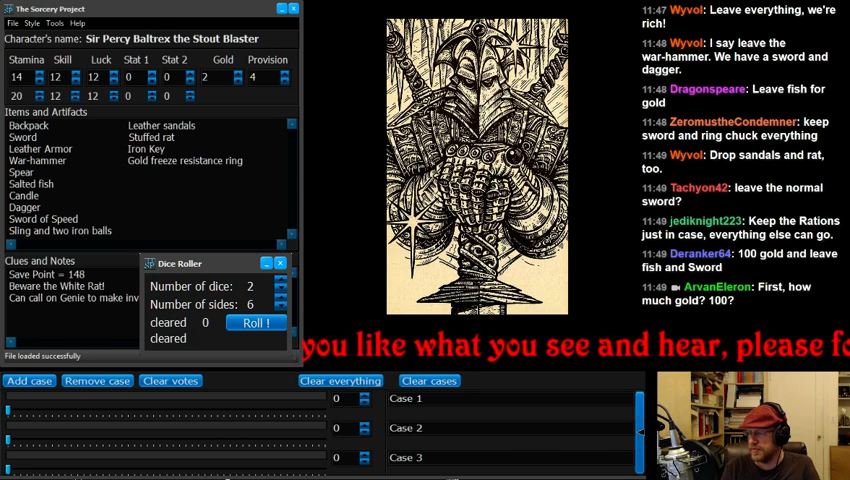 The Sorcery Project
File Style Tools Help
Character's name: Sir Percy Baltrex the Stout Blaster
Stamina Skill Luck Stat 1 Stat 2 Gold Provision
14 12 12 0 0 2 4
20 12 12 0 0
Items and Artifacts
Backpack Leather sandals
Sword Stuffed rat
Leather Armor Iron Key
War-hammer Gold freeze resistance ring
Spear
Salted fish
Candle
Dagger
Sword of Speed
Sling and two iron balls
Clues and Notes
Save Point = 148
Beware the White Rat!
Can call on Genie to make inv
File loaded successfully
Dice Roller
Number of dice: 2
Number of sides: 6
cleared 0 Roll !
cleared
11:47 Wyvol: Leave everything, we're
rich!
11:48 Wyvol: I say leave the
war-hammer. We have a sword and
dagger.
11:48 Dragonspeare: Leave fish for
gold
11:48 ZeromustheCondemner: keep
sword and ring chuck everything
11:49 Wyvol: Drop sandals and rat,
too.
11:49 Tachyon42: leave the normal
sword?
11:49 jediknight223: Keep the Rations
just in case, everything else can go.
11:49 Deranker64: 100 gold and leave
fish and Sword
11:49 ArvanEleron: First, how
much gold? 100?
you like what you see and hear, please fo
Add case Remove case Clear votes Clear everything Clear cases
0 Case 1
0 Case 2
0 Case 3